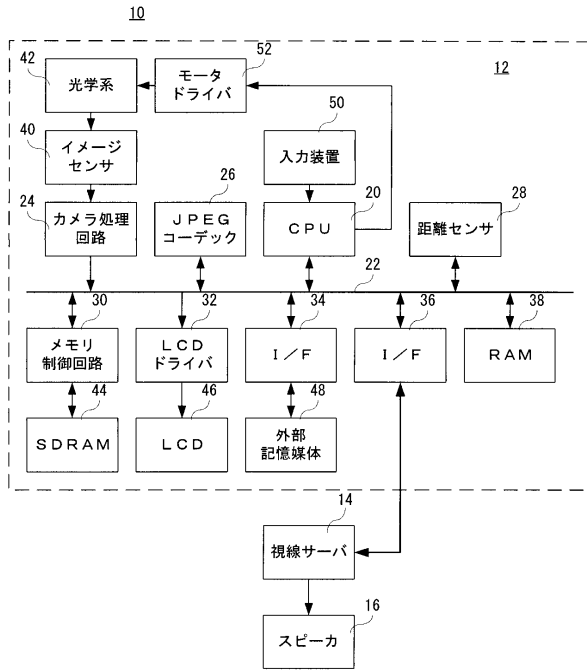 10
42
52
12
光学系
モータ
ドライバ
50
40
イメージ
センサ
入力装置
26
24
20
28
カメラ処理
回路
JPEG
コーデック
CPU
距離センサ
22
30
32
34
36
38
メモリ
制御回路
LCD
ドライバ
I/F
I/F
RAM
44
46
48
SDRAM
LCD
外部
記憶媒体
14
視線サーバ
16
スピーカ